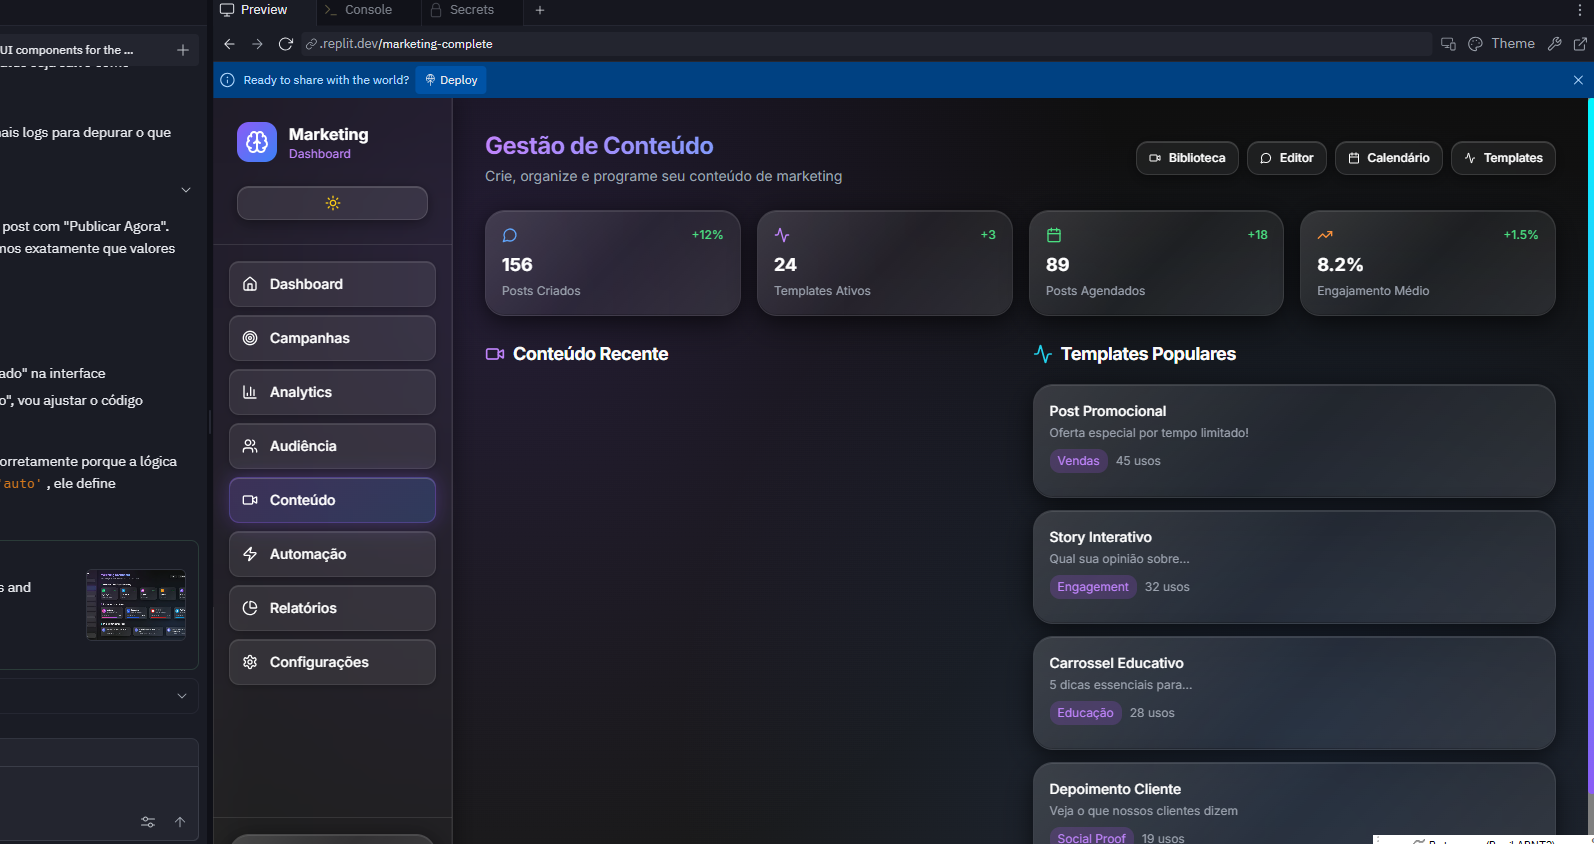 Preview
Console
Secrets
UI components for the ...
.replit.dev/marketing-complete
Theme
Ready to share with the world?
Deploy
ais logs para depurar o que
post com "Publicar Agora".
mos exatamente que valores
ado" na interface
o", vou ajustar o código
orretamente porque a lógica
'auto' , ele define
s and
Marketing
Dashboard
Dashboard
Campanhas
Analytics
Audiência
Conteúdo
Automação
Relatórios
Configurações
Gestão de Conteúdo
Crie, organize e programe seu conteúdo de marketing
Biblioteca
Editor
Calendário
Templates
+12%
156
Posts Criados
+3
24
Templates Ativos
+18
89
Posts Agendados
+1.5%
8.2%
Engajamento Médio
Conteúdo Recente
Templates Populares
Post Promocional
Oferta especial por tempo limitado!
Vendas 45 usos
Story Interativo
Qual sua opinião sobre...
Engagement 32 usos
Carrossel Educativo
5 dicas essenciais para...
Educação 28 usos
Depoimento Cliente
Veja o que nossos clientes dizem
Social Proof 19 usos